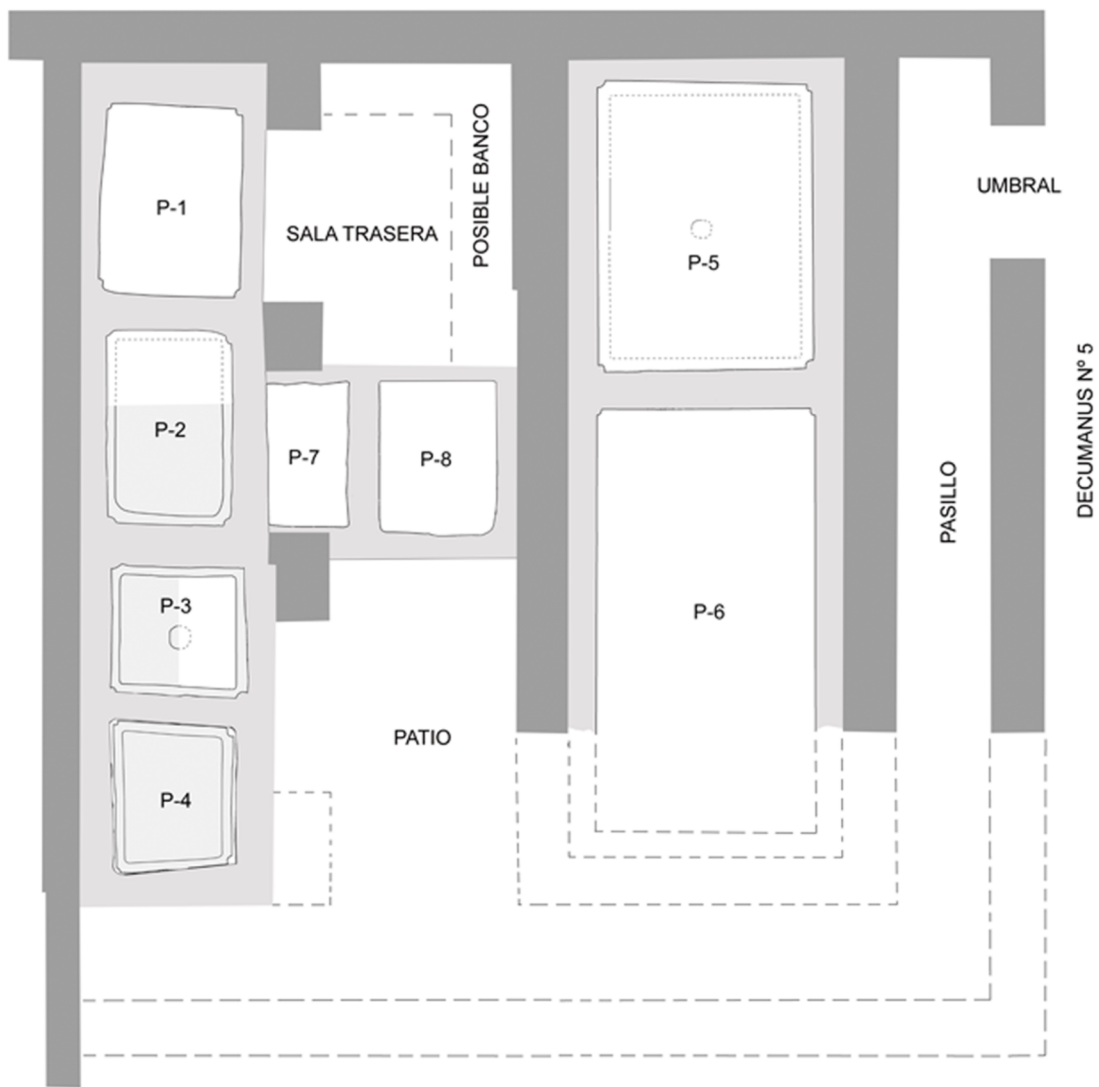 P-1
SALA TRASERA
POSIBLE BANCO
P-5
UMBRAL
P-2
P-7
P-8
PASILLO
DECUMANUS Nº 5
P-3
P-6
PATIO
P-4